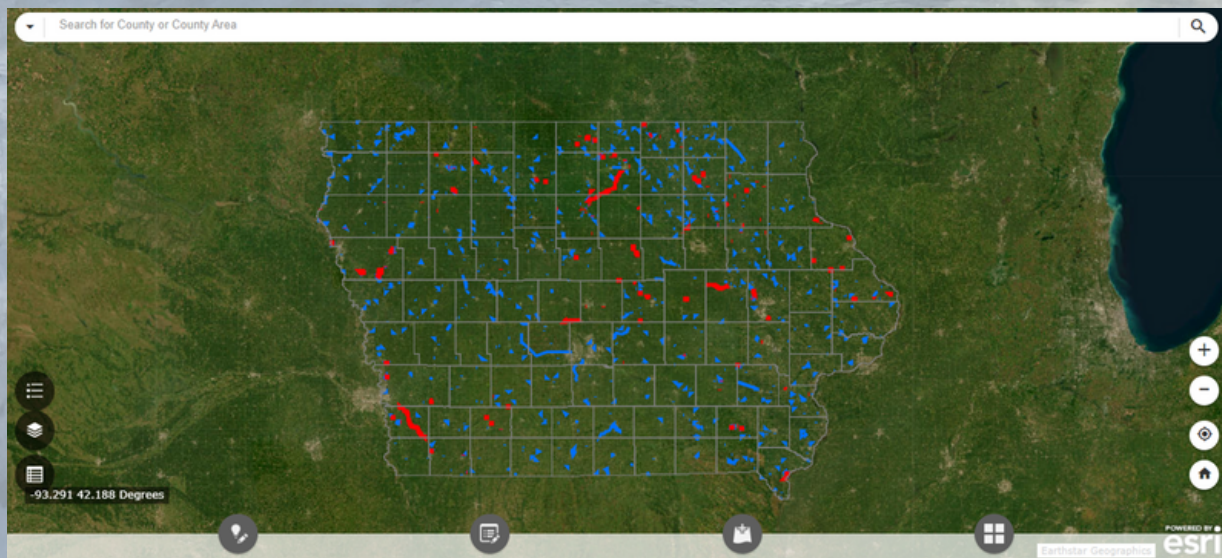 Search for County or County Area
-93.291 42.188 Degrees
POWERED BY
esri
Earthstar Geographics